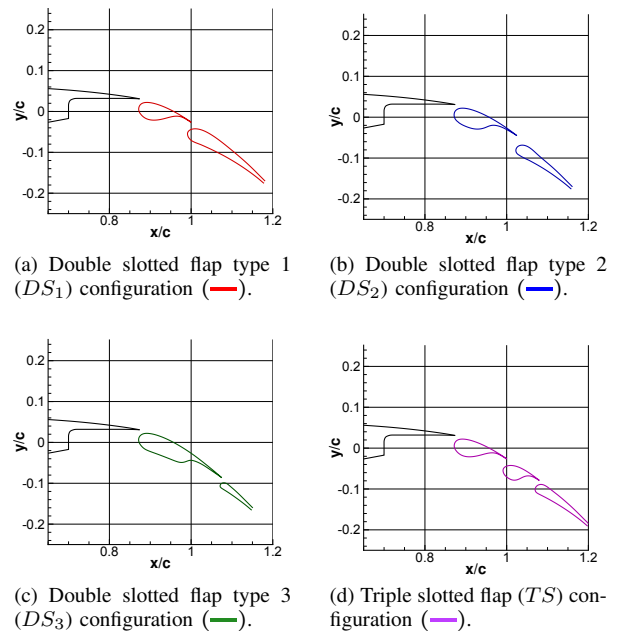 0.2
0.1
0
-0.1
-0.2
y/c
0.8
1
1.2
x/c
(a) Double slotted flap type 1
(DS₁) configuration (—).
0.2
0.1
0
-0.1
-0.2
y/c
0.8
1
1.2
x/c
(b) Double slotted flap type 2
(DS₂) configuration (—).
0.2
0.1
0
-0.1
-0.2
y/c
0.8
1
1.2
x/c
(c) Double slotted flap type 3
(DS₃) configuration (—).
0.2
0.1
0
-0.1
-0.2
y/c
0.8
1
1.2
x/c
(d) Triple slotted flap (TS) con-
figuration (—).